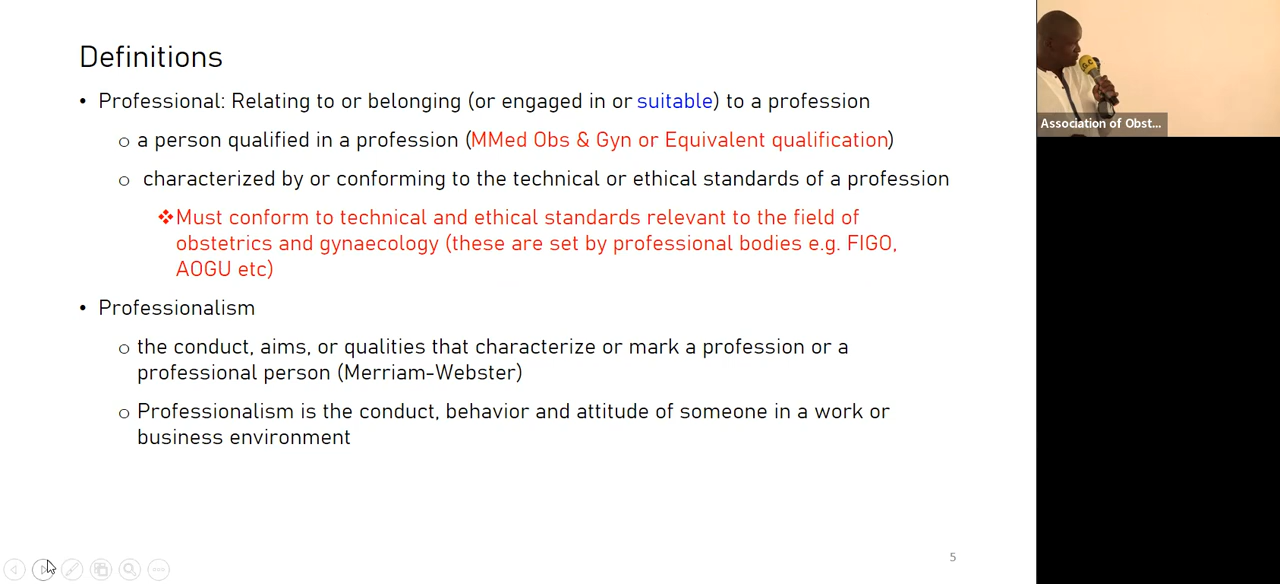 Definitions
• Professional: Relating to or belonging (or engaged in or suitable) to a profession
o a person qualified in a profession (MMed Obs & Gyn or Equivalent qualification)
o characterized by or conforming to the technical or ethical standards of a profession
❖Must conform to technical and ethical standards relevant to the field of
obstetrics and gynaecology (these are set by professional bodies e.g. FIGO,
AOGU etc)
• Professionalism
o the conduct, aims, or qualities that characterize or mark a profession or a
professional person (Merriam-Webster)
o Professionalism is the conduct, behavior and attitude of someone in a work or
business environment
5
Association of Obst...